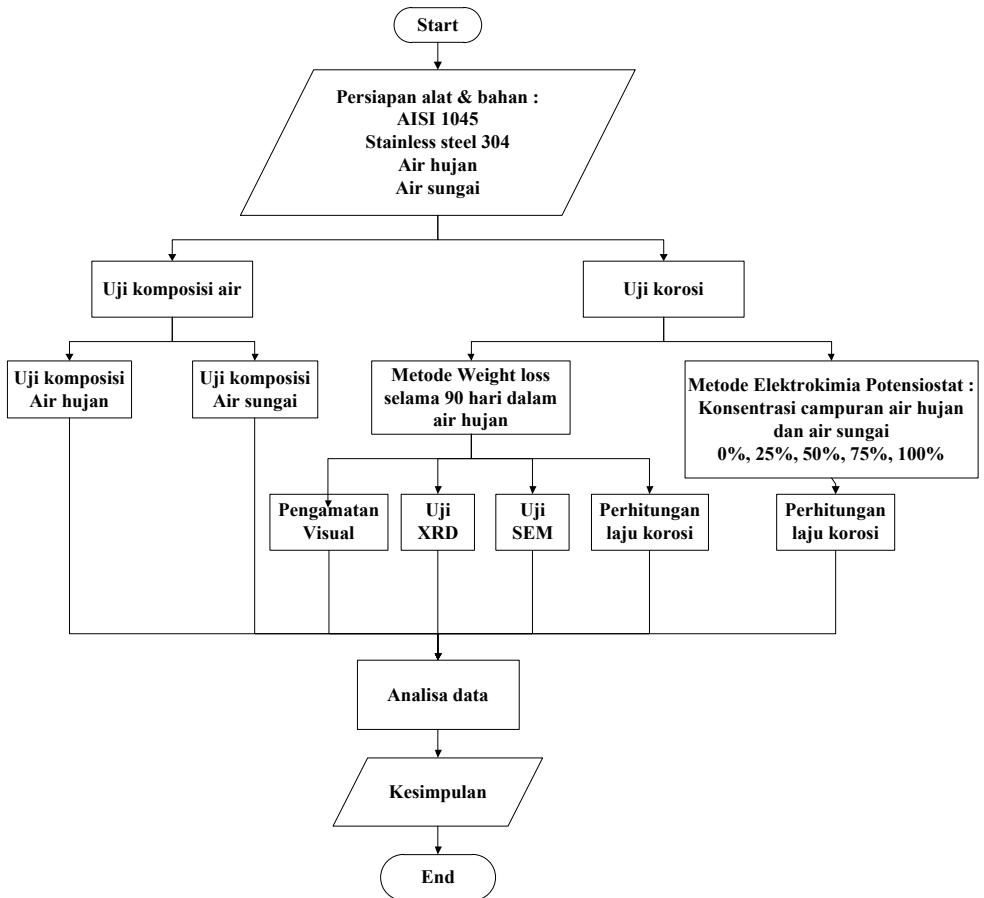 Start
Persiapan alat & bahan :
AISI 1045
Stainless steel 304
Air hujan
Air sungai
Uji komposisi air
Uji korosi
Uji komposisi
Air hujan
Uji komposisi
Air sungai
Metode Weight loss
selama 90 hari dalam
air hujan
Metode Elektrokimia Potensiostat :
Konsentrasi campuran air hujan
dan air sungai
0%, 25%, 50%, 75%, 100%
Pengamatan
Visual
Uji
XRD
Uji
SEM
Perhitungan
laju korosi
Perhitungan
laju korosi
Analisa data
Kesimpulan
End